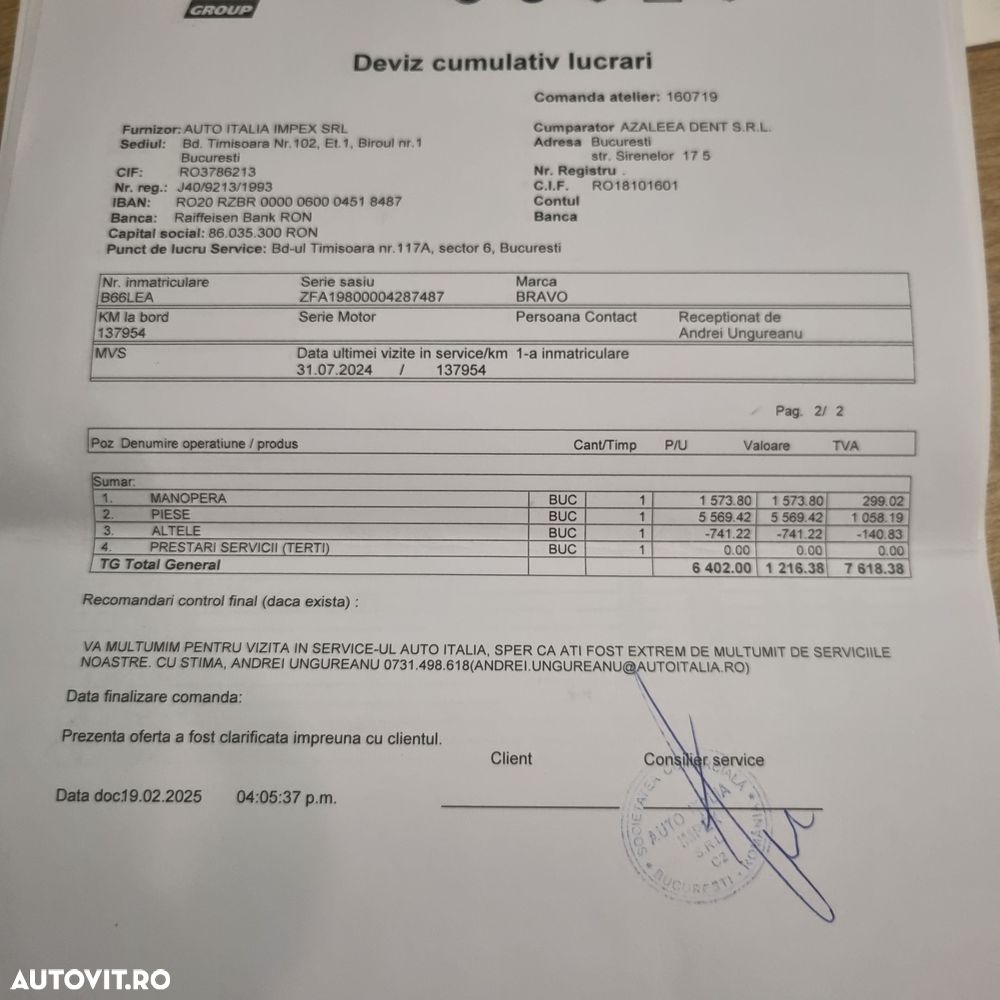 GROUP
Deviz cumulativ lucrari
Comanda atelier: 160719
Furnizor: AUTO ITALIA IMPEX SRL
Sediul: Bd. Timisoara Nr.102, Et.1, Biroul nr.1
Bucuresti
CIF: RO3786213
Nr. reg.: J40/9213/1993
IBAN: RO20 RZBR 0000 0600 0451 8487
Banca: Raiffeisen Bank RON
Capital social: 86.035.300 RON
Punct de lucru Service: Bd-ul Timisoara nr.117A, sector 6, Bucuresti
Cumparator AZALEEA DENT S.R.L.
Adresa Bucuresti
str. Sirenelor 17 5
Nr. Registru .
C.I.F. RO18101601
Contul
Banca
Nr. inmatriculare Serie sasiu Marca
B66LEA ZFA19800004287487 BRAVO
KM la bord Serie Motor Persoana Contact Receptionat de
137954 Andrei Ungureanu
MVS Data ultimei vizite in service/km 1-a inmatriculare
31.07.2024 / 137954
Pag. 2/ 2
Poz Denumire operatiune / produs Cant/Timp P/U Valoare TVA
Sumar:
1. MANOPERA BUC 1 1 573.80 1 573.80 299.02
2. PIESE BUC 1 5 569.42 5 569.42 1 058.19
3. ALTELE BUC 1 -741.22 -741.22 -140.83
4. PRESTARI SERVICII (TERTI) BUC 1 0.00 0.00 0.00
TG Total General 6 402.00 1 216.38 7 618.38
Recomandari control final (daca exista) :
VA MULTUMIM PENTRU VIZITA IN SERVICE-UL AUTO ITALIA, SPER CA ATI FOST EXTREM DE MULTUMIT DE SERVICIILE
NOASTRE. CU STIMA, ANDREI UNGUREANU 0731.498.618(ANDREI.UNGUREANU@AUTOITALIA.RO)
Data finalizare comanda:
Prezenta oferta a fost clarificata impreuna cu clientul.
Client Consilier service
Data doc19.02.2025 04:05:37 p.m.
SOCIETATEA COMERCIALĂ
AUTO ITALIA
IMPEX
S.R.L.
C2
BUCUREŞTI - ROMÂNIA
AUTOVIT.RO